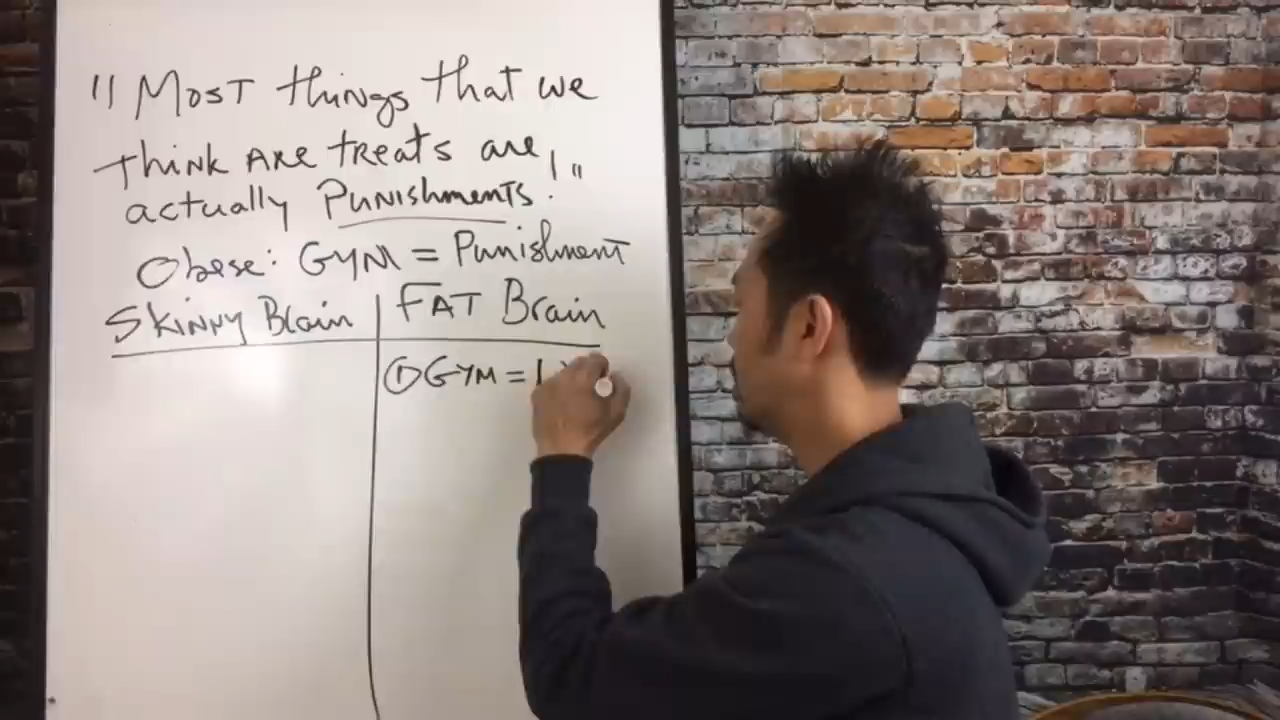 "Most things that we
think are treats are
actually Punishments!"
Obese: GYM = Punishment
Skinny Brain FAT Brain
① GYM =